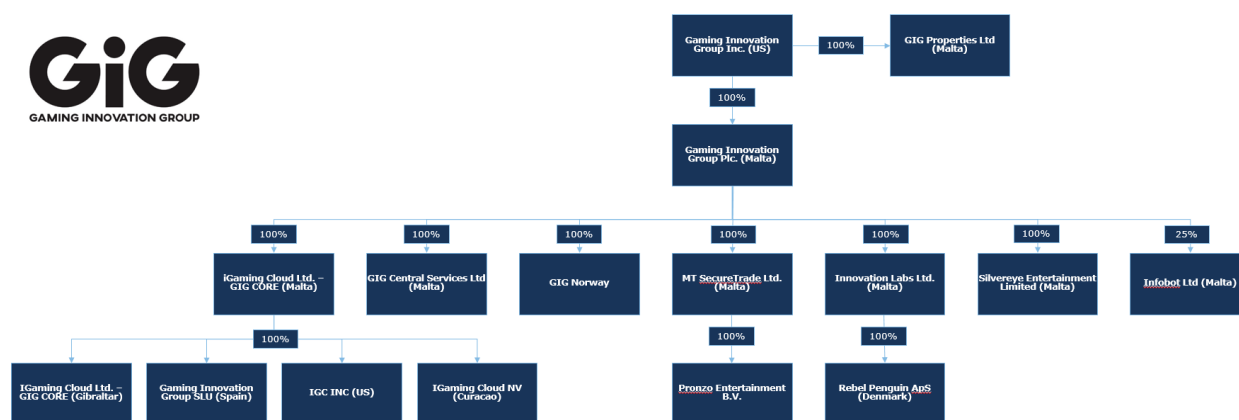 GiG
GAMING INNOVATION GROUP
Gaming Innovation
Group Inc. (US)
100%
GIG Properties Ltd
(Malta)
100%
Gaming Innovation
Group Plc. (Malta)
100%
100%
100%
100%
100%
100%
25%
iGaming Cloud Ltd. –
GIG CORE (Malta)
GIG Central Services Ltd
(Malta)
GIG Norway
MT SecureTrade Ltd.
(Malta)
Innovation Labs Ltd.
(Malta)
Silvereye Entertainment
Limited (Malta)
Infobot Ltd (Malta)
100%
100%
100%
IGaming Cloud Ltd. –
GIG CORE (Gibraltar)
Gaming Innovation
Group SLU (Spain)
IGC INC (US)
IGaming Cloud NV
(Curacao)
Pronzo Entertainment
B.V.
Rebel Penguin ApS
(Denmark)